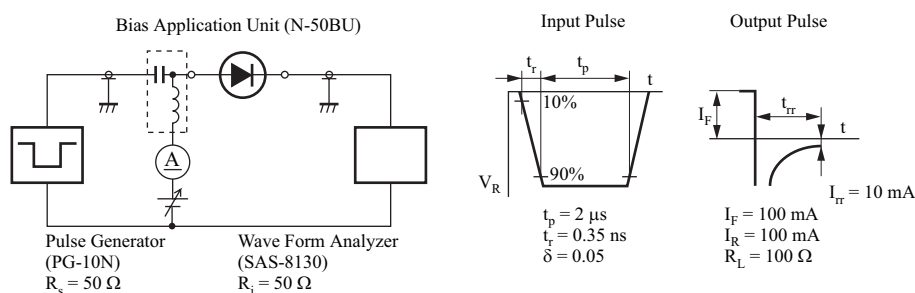 Bias Application Unit (N-50BU)
A
Pulse Generator
(PG-10N)
R_s = 50 Ω
Wave Form Analyzer
(SAS-8130)
R_i = 50 Ω
Input Pulse
t_r
t_p
t
10%
90%
V_R
t_p = 2 μs
t_r = 0.35 ns
δ = 0.05
Output Pulse
I_F
t_rr
t
I_rr = 10 mA
I_F = 100 mA
I_R = 100 mA
R_L = 100 Ω